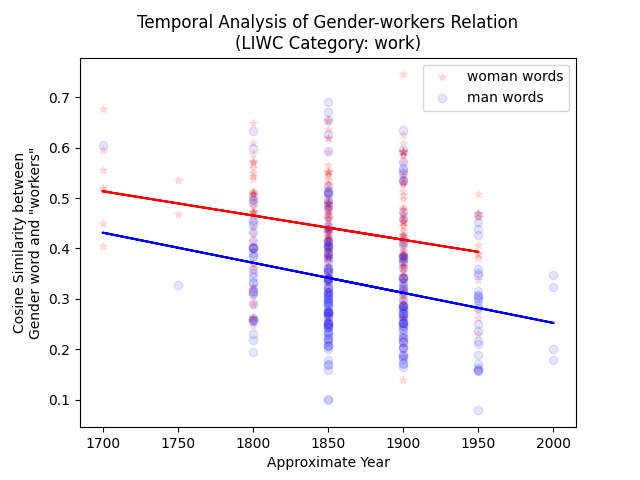 Temporal Analysis of Gender-workers Relation
(LIWC Category: work)
woman words
man words
Cosine Similarity between
Gender word and "workers"
0.7
0.6
0.5
0.4
0.3
0.2
0.1
1700 1750 1800 1850 1900 1950 2000
Approximate Year